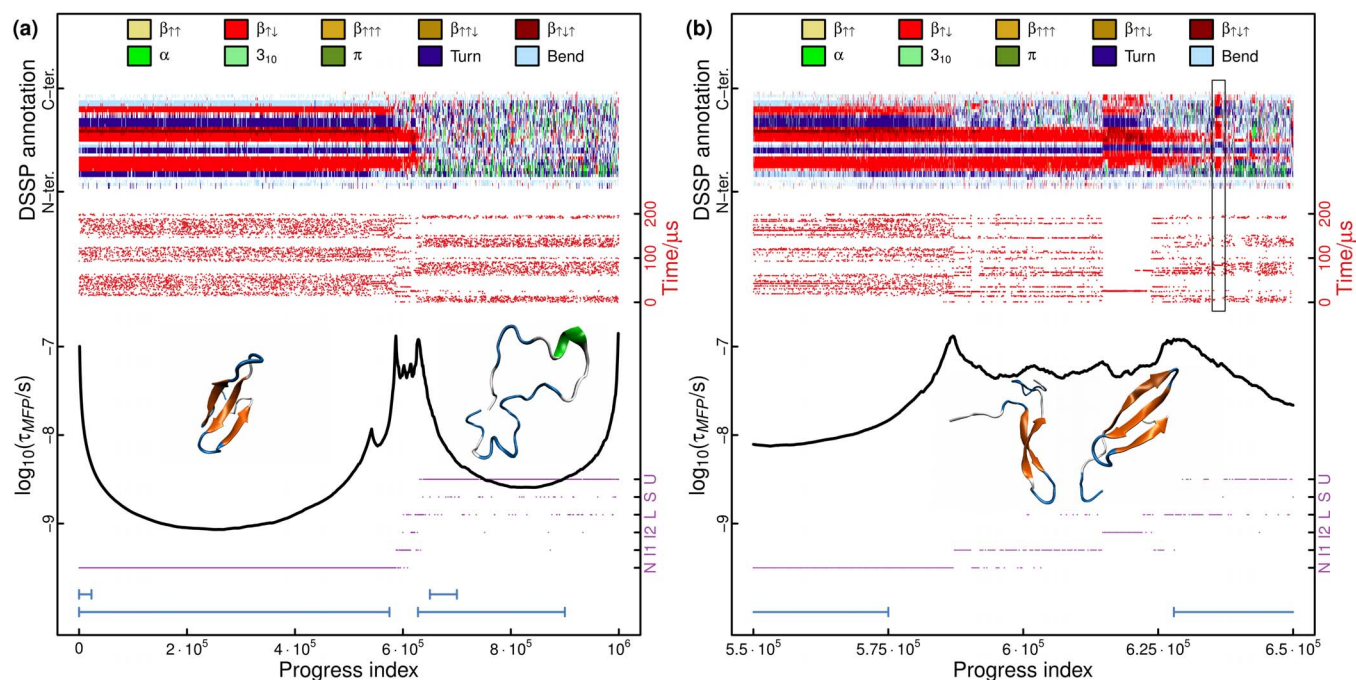 (a)
β↑↑ β↑↓ β↑↑↑ β↑↑↓ β↑↓↑
α 3₁₀ π Turn Bend
DSSP annotation
N-ter. C-ter.
Time/μs
0 100 200
log₁₀(τMFP/s)
-7
-8
-9
N I1 I2 L S U
0 2·10⁵ 4·10⁵ 6·10⁵ 8·10⁵ 10⁶
Progress index
(b)
β↑↑ β↑↓ β↑↑↑ β↑↑↓ β↑↓↑
α 3₁₀ π Turn Bend
DSSP annotation
N-ter. C-ter.
Time/μs
0 100 200
log₁₀(τMFP/s)
-7
-8
-9
N I1 I2 L S U
5.5·10⁵ 5.75·10⁵ 6·10⁵ 6.25·10⁵ 6.5·10⁵
Progress index